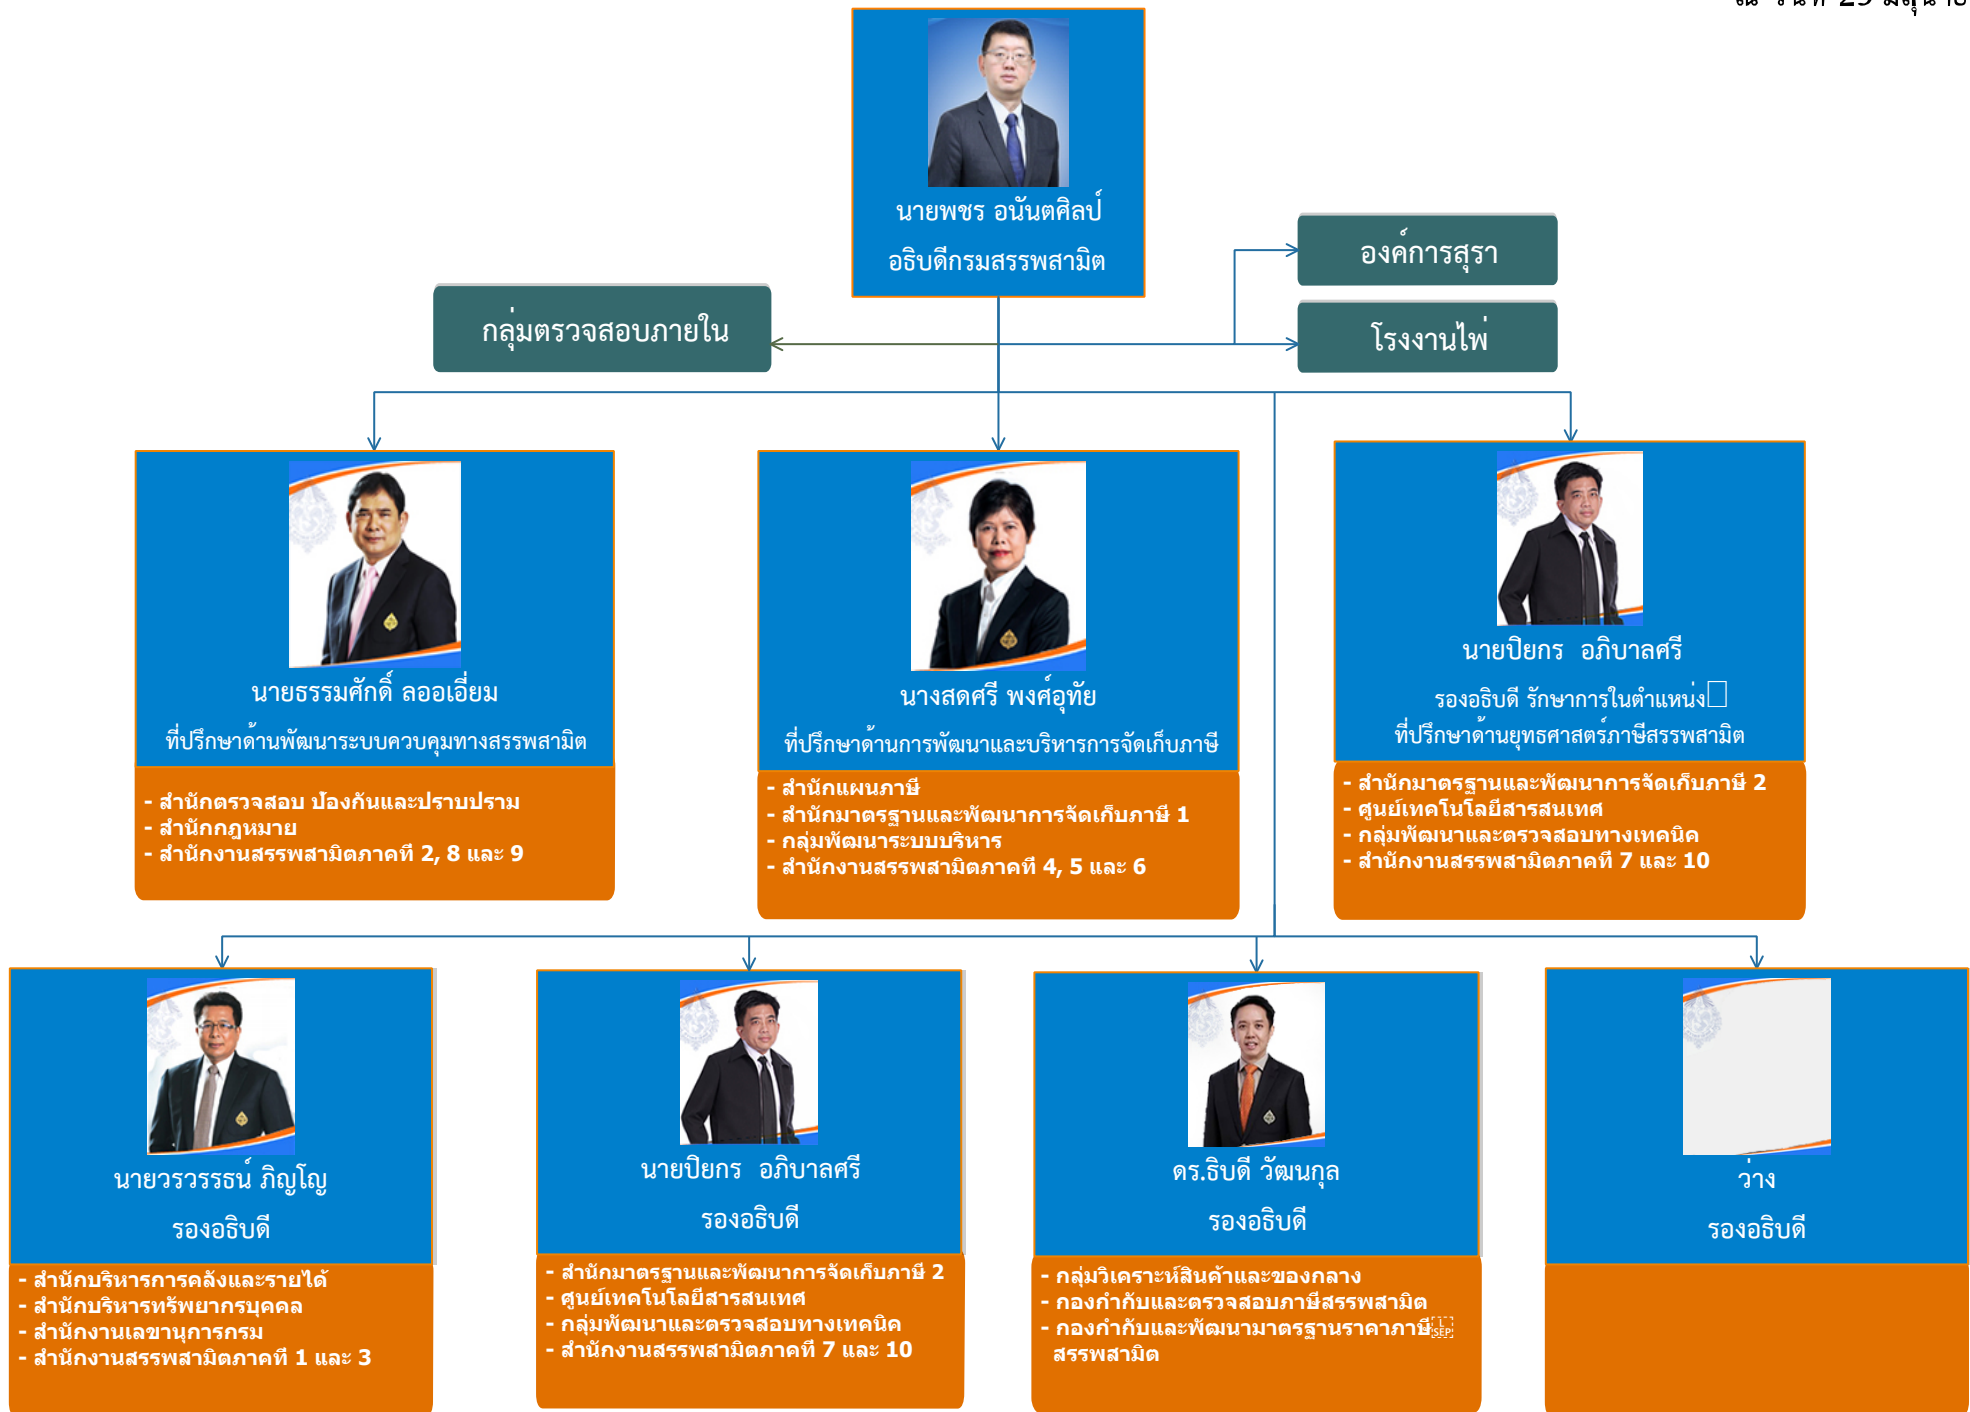 ณ วันที่ 29
นายพชร อนันตศิลป์
อธิบดีกรมสรรพสามิต
องค์การสุรา
กลุ่มตรวจสอบภายใน
โรงงานไพ่
นายธรรมศักดิ์ ลออเอี่ยม
ที่ปรึกษาด้านพัฒนาระบบควบคุมทางสรรพสามิต
- สำนักตรวจสอบ ป้องกันและปราบปราม
- สำนักกฎหมาย
- สำนักงานสรรพสามิตภาคที่ 2, 8 และ 9
นางสดศรี พงศ์อุทัย
ที่ปรึกษาด้านการพัฒนาและบริหารการจัดเก็บภาษี
- สำนักแผนภาษี
- สำนักมาตรฐานและพัฒนาการจัดเก็บภาษี 1
- กลุ่มพัฒนาระบบบริหาร
- สำนักงานสรรพสามิตภาคที่ 4, 5 และ 6
นายปิยกร อภิบาลศรี
รองอธิบดี รักษาการในตำแหน่ง
ที่ปรึกษาด้านยุทธศาสตร์ภาษีสรรพสามิต
- สำนักมาตรฐานและพัฒนาการจัดเก็บภาษี 2
- ศูนย์เทคโนโลยีสารสนเทศ
- กลุ่มพัฒนาและตรวจสอบทางเทคนิค
- สำนักงานสรรพสามิตภาคที่ 7 และ 10
นายวรวรรธน์ ภิญโญ
รองอธิบดี
- สำนักบริหารการคลังและรายได้
- สำนักบริหารทรัพยากรบุคคล
- สำนักงานเลขานุการกรม
- สำนักงานสรรพสามิตภาคที่ 1 และ 3
นายปิยกร อภิบาลศรี
รองอธิบดี
- สำนักมาตรฐานและพัฒนาการจัดเก็บภาษี 2
- ศูนย์เทคโนโลยีสารสนเทศ
- กลุ่มพัฒนาและตรวจสอบทางเทคนิค
- สำนักงานสรรพสามิตภาคที่ 7 และ 10
ดร.ธิบดี วัฒนกุล
รองอธิบดี
- กลุ่มวิเคราะห์สินค้าและของกลาง
- กองกำกับและตรวจสอบภาษีสรรพสามิต
- กองกำกับและพัฒนามาตรฐานราคาภาษี
สรรพสามิต
ว่าง
รองอธิบดี